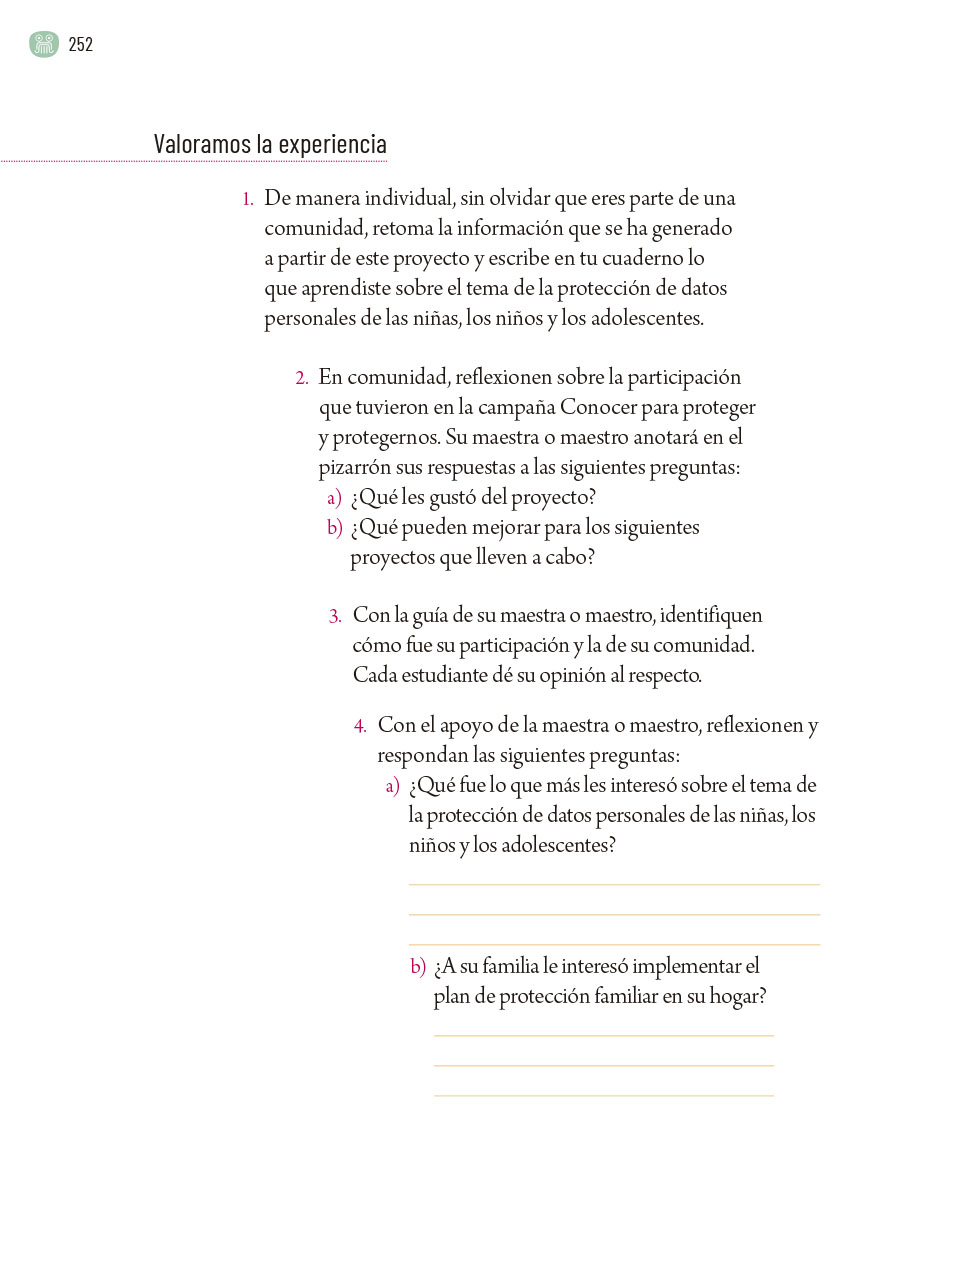 252
Valoramos la experiencia
1. De manera individual, sin olvidar que eres parte de una
comunidad, retoma la información que se ha generado
a partir de este proyecto y escribe en tu cuaderno lo
que aprendiste sobre el tema de la protección de datos
personales de las niñas, los niños y los adolescentes.
2. En comunidad, reflexionen sobre la participación
que tuvieron en la campaña Conocer para proteger
y protegernos. Su maestra o maestro anotará en el
pizarrón sus respuestas a las siguientes preguntas:
a) ¿Qué les gustó del proyecto?
b) ¿Qué pueden mejorar para los siguientes
proyectos que lleven a cabo?
3. Con la guía de su maestra o maestro, identifiquen
cómo fue su participación y la de su comunidad.
Cada estudiante dé su opinión al respecto.
4. Con el apoyo de la maestra o maestro, reflexionen y
respondan las siguientes preguntas:
a) ¿Qué fue lo que más les interesó sobre el tema de
la protección de datos personales de las niñas, los
niños y los adolescentes?
b) ¿A su familia le interesó implementar el
plan de protección familiar en su hogar?